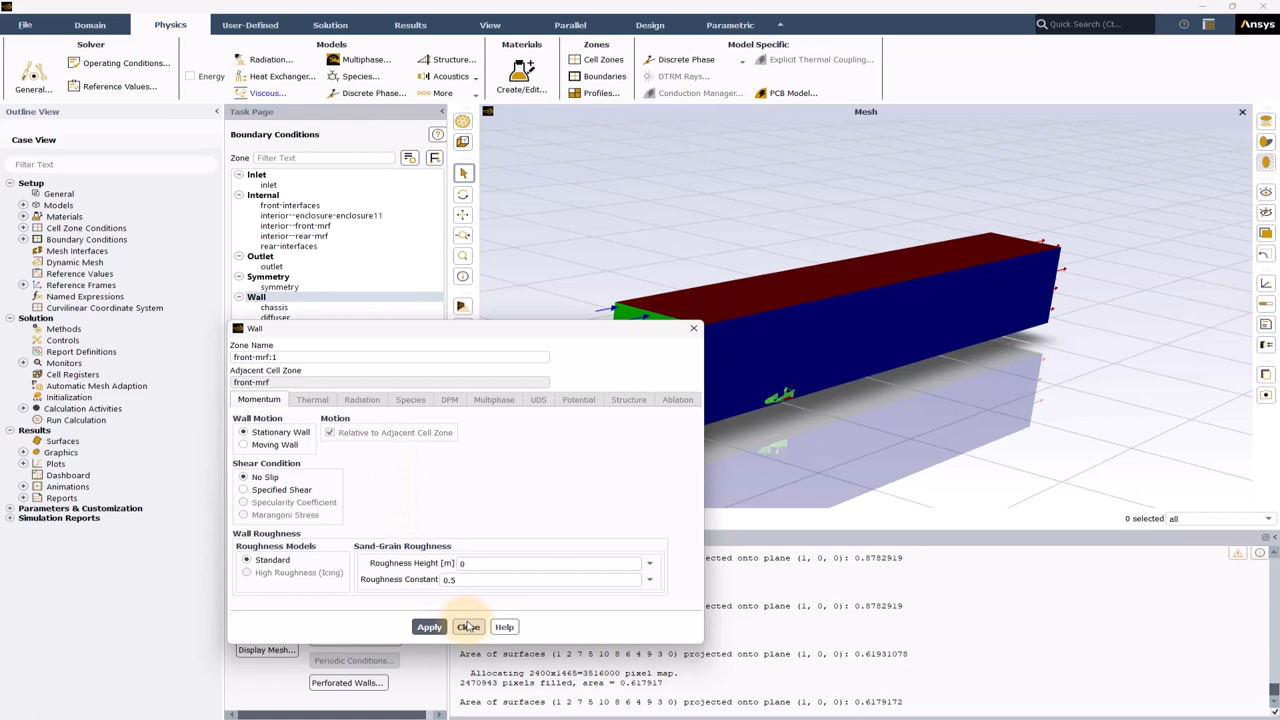 File Domain Physics User-Defined Solution Results View Parallel Design Parametric Quick Search (Ct... Ansys
Solver Models Materials Zones Model Specific
General... Operating Conditions... Reference Values...
Energy
Radiation... Multiphase... Structure...
Heat Exchanger... Species... Acoustics
Viscous... Discrete Phase... More
Create/Edit...
Cell Zones
Boundaries
Profiles...
Discrete Phase Explicit Thermal Coupling...
DTRM Rays...
Conduction Manager... PCB Model...
Outline View
Case View
Filter Text
Setup
General
Models
Materials
Cell Zone Conditions
Boundary Conditions
Mesh Interfaces
Dynamic Mesh
Reference Values
Reference Frames
Named Expressions
Curvilinear Coordinate System
Solution
Methods
Controls
Report Definitions
Monitors
Cell Registers
Automatic Mesh Adaption
Initialization
Calculation Activities
Run Calculation
Results
Surfaces
Graphics
Plots
Dashboard
Animations
Reports
Parameters & Customization
Simulation Reports
Task Page
Boundary Conditions
Zone Filter Text
Inlet
inlet
Internal
front-interfaces
interior--enclosure-enclosure11
interior--front-mrf
interior--rear-mrf
rear-interfaces
Outlet
outlet
Symmetry
symmetry
Wall
chassis
diffuser
Display Mesh...
Periodic Conditions...
Perforated Walls...
Mesh
0 selected all
Wall
Zone Name
front-mrf:1
Adjacent Cell Zone
front-mrf
Momentum Thermal Radiation Species DPM Multiphase UDS Potential Structure Ablation
Wall Motion Motion
Stationary Wall Relative to Adjacent Cell Zone
Moving Wall
Shear Condition
No Slip
Specified Shear
Specularity Coefficient
Marangoni Stress
Wall Roughness
Roughness Models Sand-Grain Roughness
Standard Roughness Height [m] 0
High Roughness (Icing) Roughness Constant 0.5
Apply Close Help
ojected onto plane (1, 0, 0): 0.8782919
ojected onto plane (1, 0, 0): 0.8782919
Area of surfaces (1 2 7 5 10 8 6 4 9 3 0) projected onto plane (1, 0, 0): 0.61931078
Allocating 2400x1465=3516000 pixel map.
2470943 pixels filled, area = 0.617917
Area of surfaces (1 2 7 5 10 8 6 4 9 3 0) projected onto plane (1, 0, 0): 0.6179172